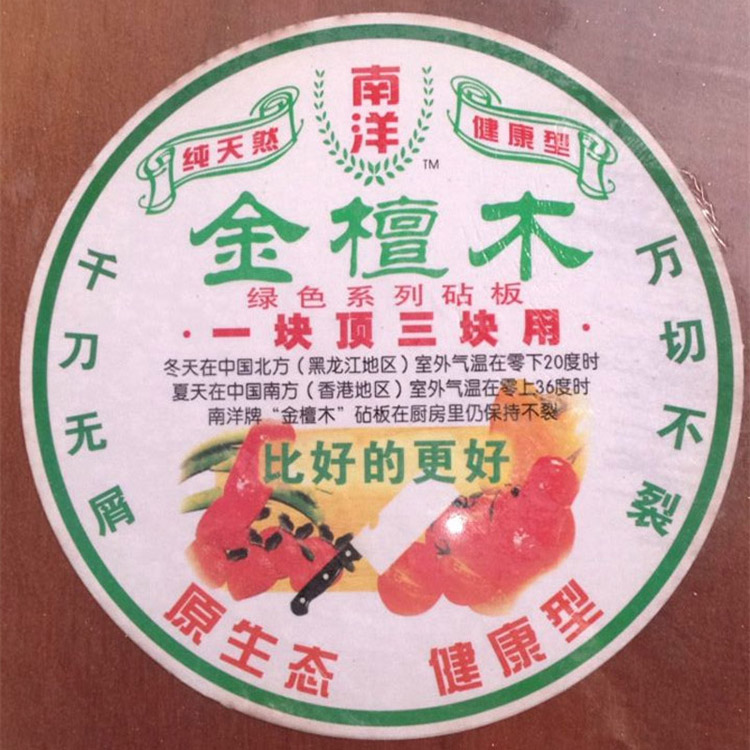 南洋
TM
纯天然
健康型
金檀木
绿色系列砧板
·一块顶三块用·
冬天在中国北方（黑龙江地区）室外气温在零下20度时
夏天在中国南方（香港地区）室外气温在零上36度时
南洋牌“金檀木”砧板在厨房里仍保持不裂
比好的更好
千刀无屑
万切不裂
原生态
健康型